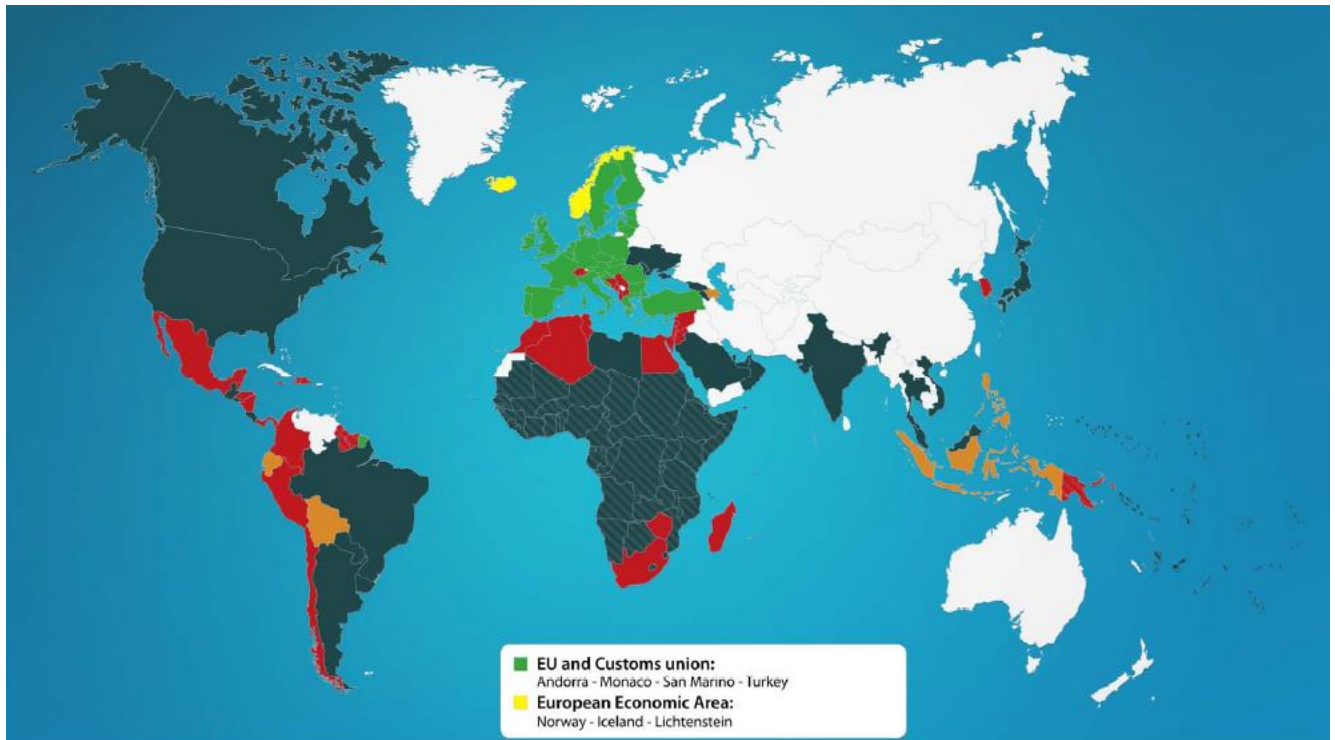 EU and Customs union:
Andorra - Monaco - San Marino - Turkey
European Economic Area:
Norway - Iceland - Lichtenstein